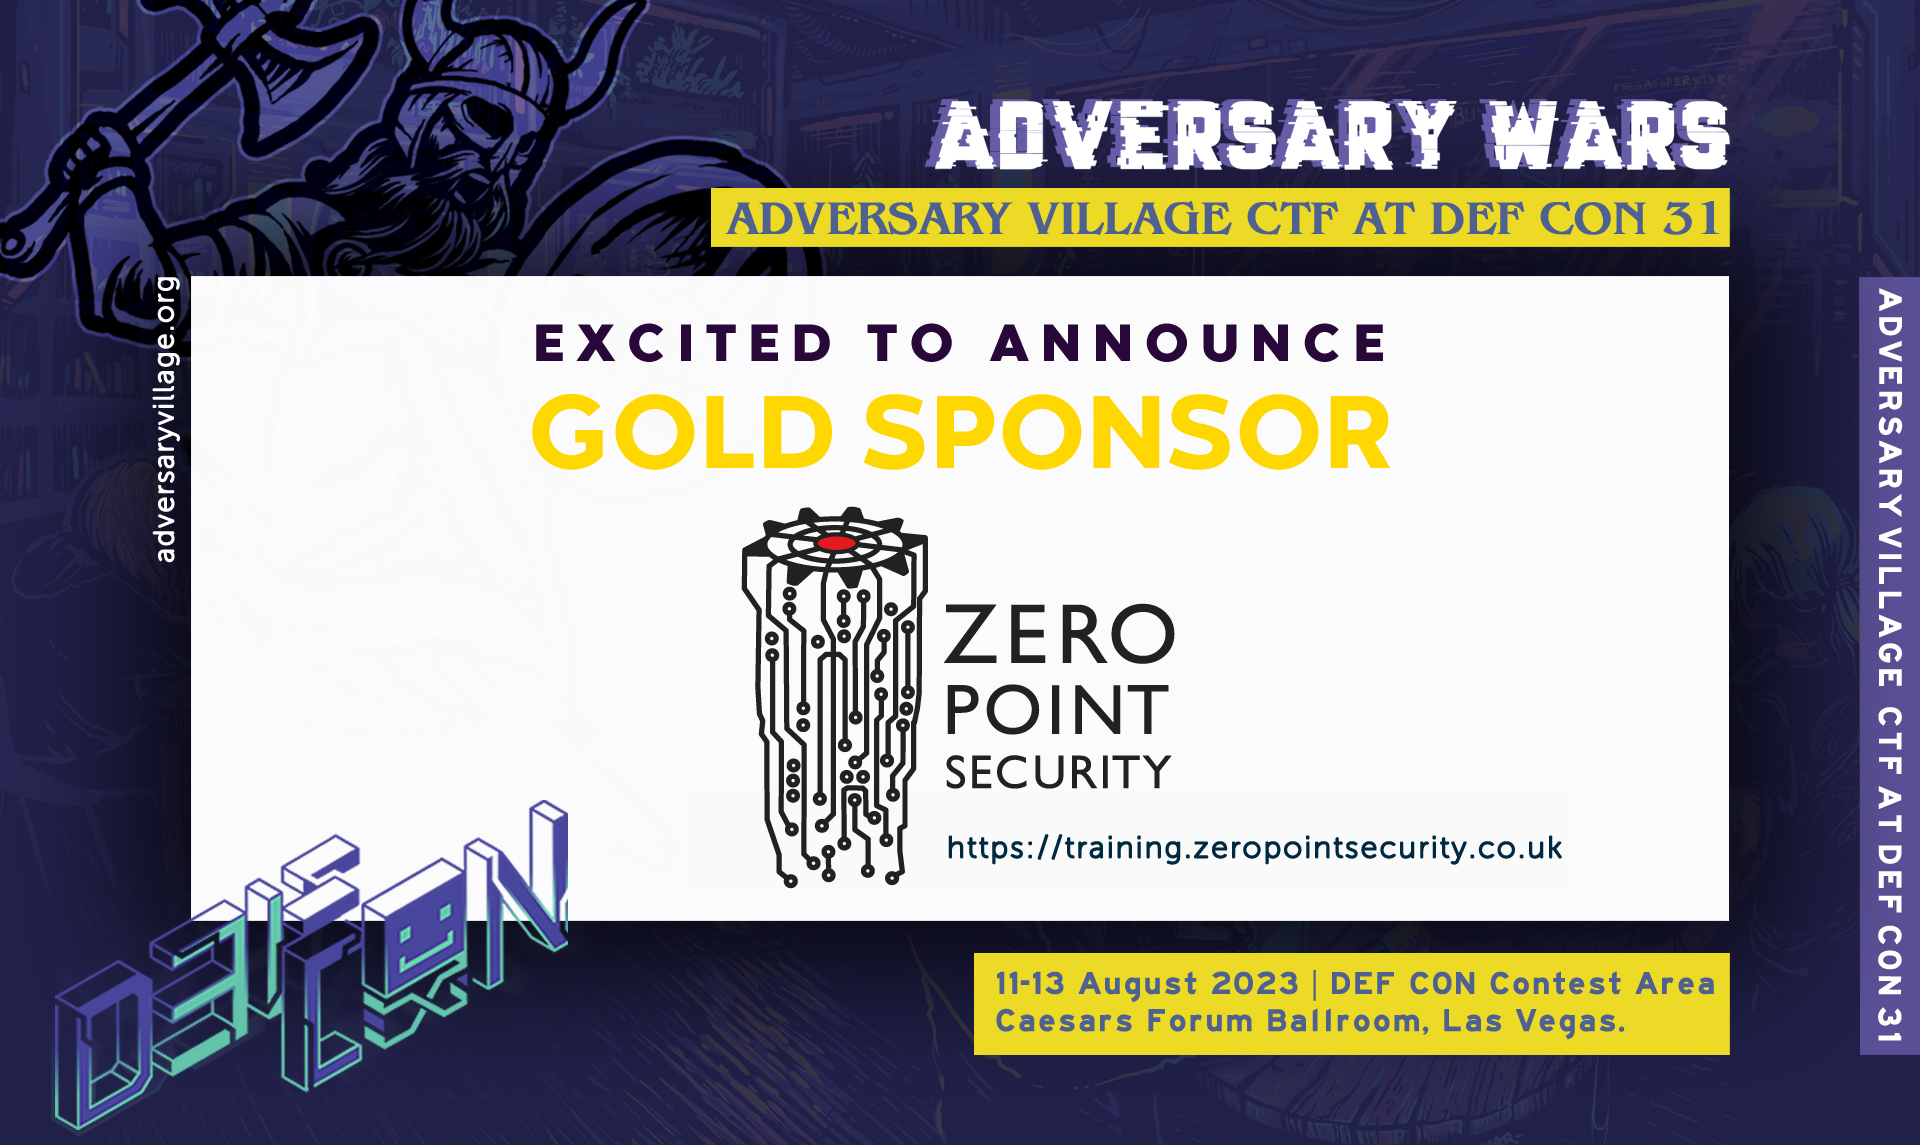 ADVERSARY WARS
ADVERSARY VILLAGE CTF AT DEF CON 31
adversaryvillage.org
EXCITED TO ANNOUNCE
GOLD SPONSOR
ZERO
POINT
SECURITY
https://training.zeropointsecurity.co.uk
DEF
CON
11-13 August 2023 | DEF CON Contest Area
Caesars Forum Ballroom, Las Vegas.
ADVERSARY VILLAGE CTF AT DEF CON 31
MEGASUPERSTORE